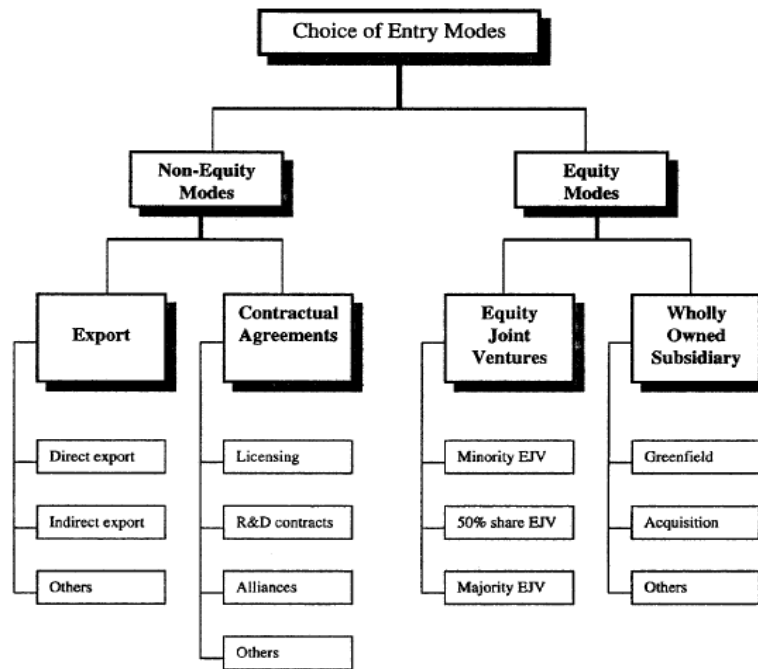 Choice of Entry Modes
Non-Equity
Modes
Equity
Modes
Export
Contractual
Agreements
Equity
Joint
Ventures
Wholly
Owned
Subsidiary
Direct export
Indirect export
Others
Licensing
R&D contracts
Alliances
Others
Minority EJV
50% share EJV
Majority EJV
Greenfield
Acquisition
Others